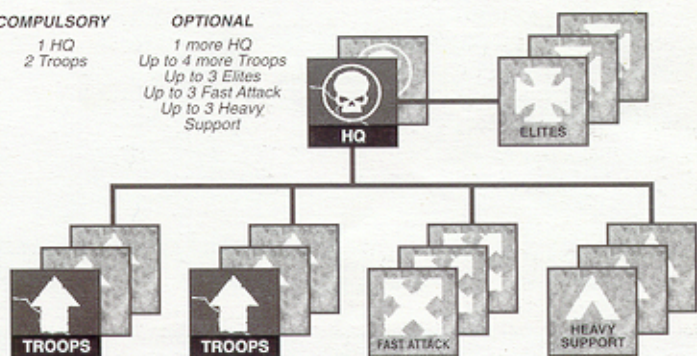 COMPULSORY
1 HQ
2 Troops
OPTIONAL
1 more HQ
Up to 4 more Troops
Up to 3 Elites
Up to 3 Fast Attack
Up to 3 Heavy
Support
HQ
ELITES
TROOPS
TROOPS
FAST ATTACK
HEAVY
SUPPORT